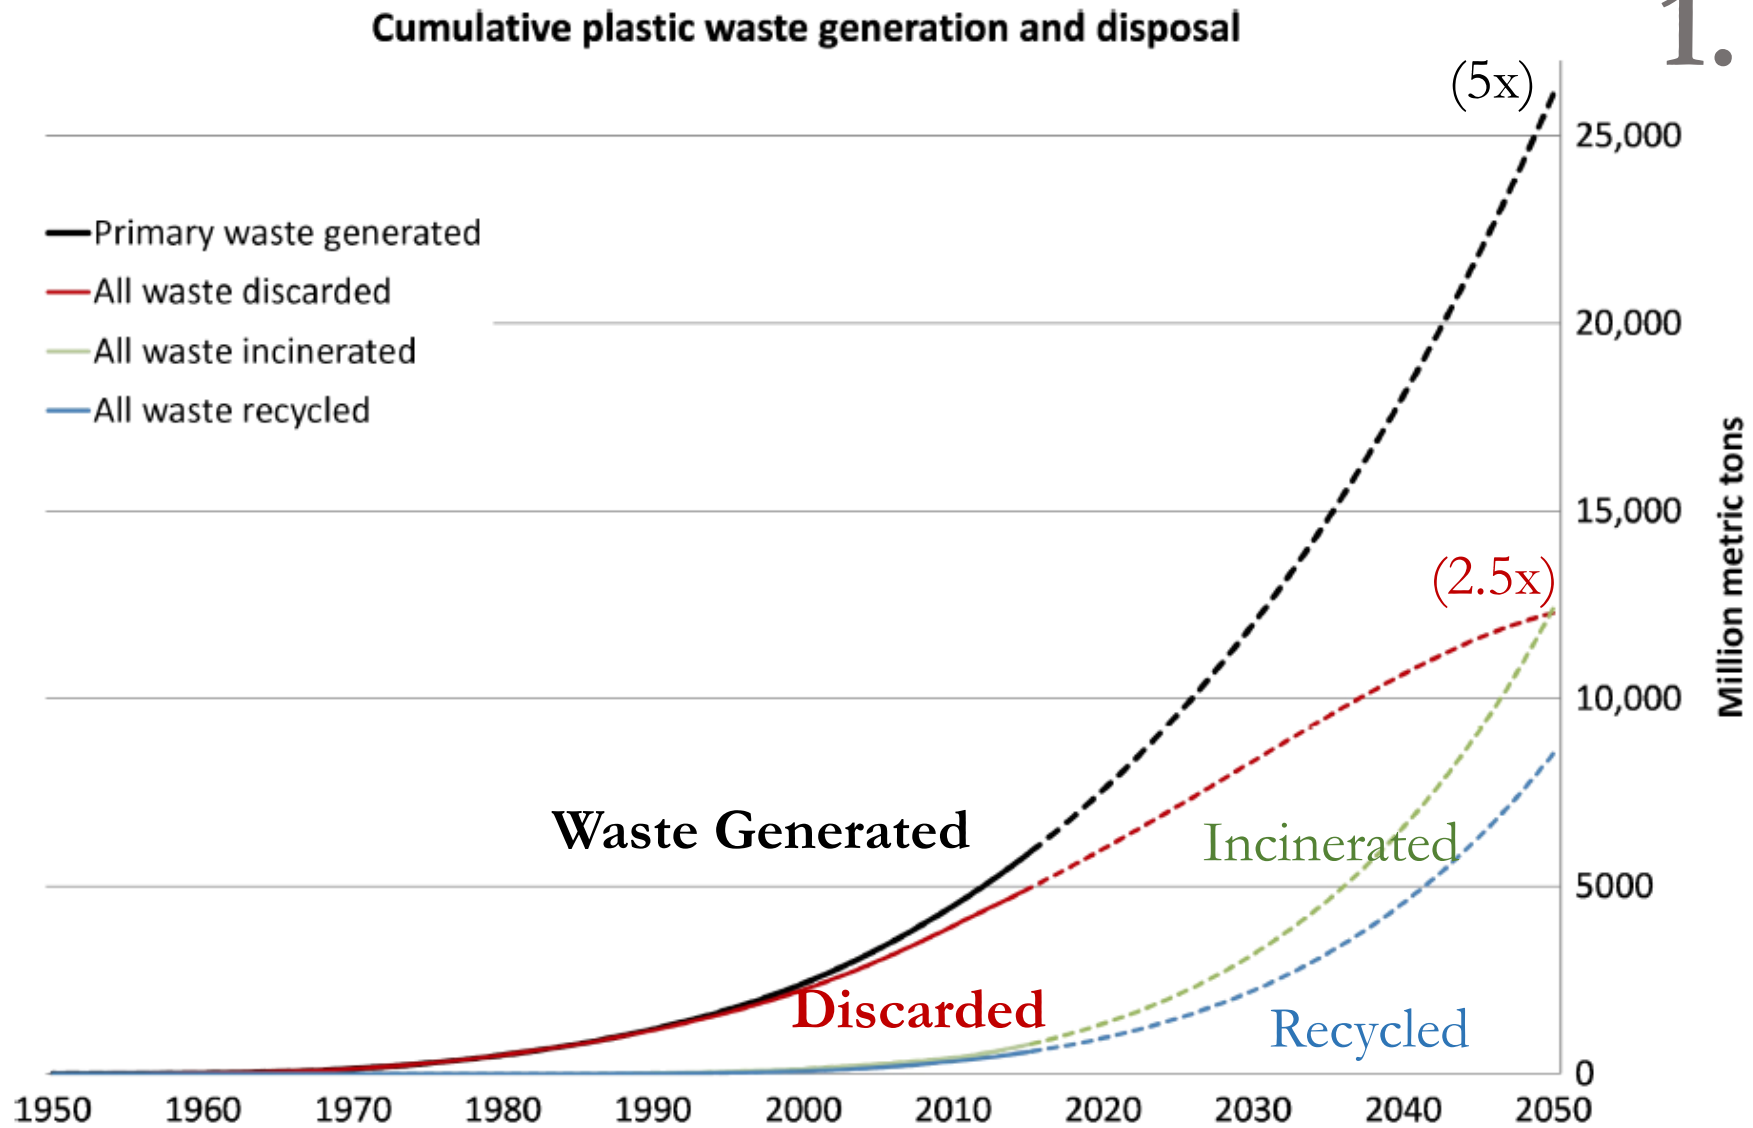 Cumulative plastic waste generation and disposal
1.
(5x)
25,000
Primary waste generated
All waste discarded
20,000
All waste incinerated
All waste recycled
15,000
Million metric tons
(2.5x)
10,000
Waste Generated
Incinerated
5000
Discarded
Recycled
0
1950 1960 1970 1980 1990 2000 2010 2020 2030 2040 2050